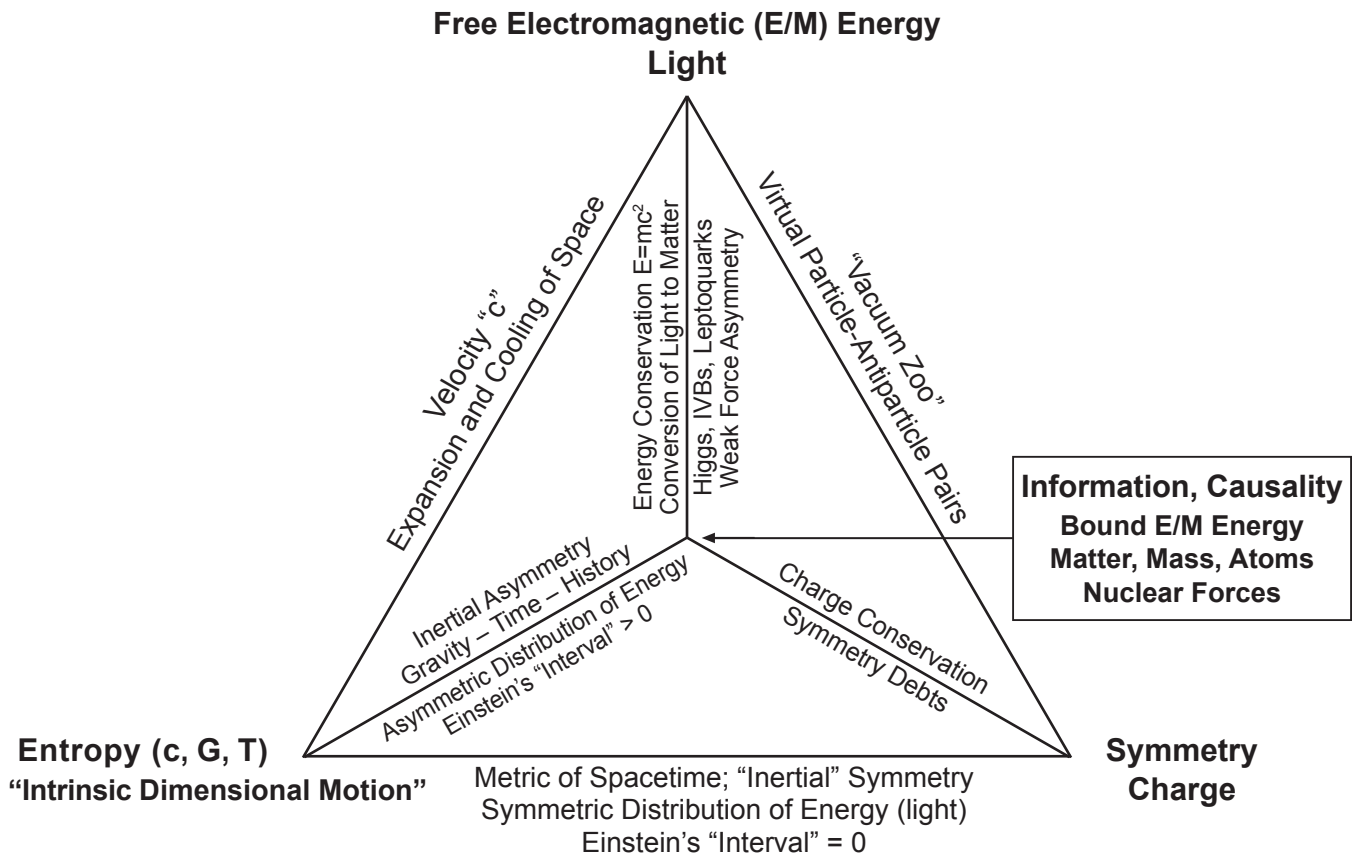 Free Electromagnetic (E/M) Energy
Light
Velocity “c”
Expansion and Cooling of Space
Energy Conservation E=mc²
Conversion of Light to Matter
Higgs, IVBs, Leptoquarks
Weak Force Asymmetry
“Vacuum Zoo”
Virtual Particle-Antiparticle Pairs
Information, Causality
Bound E/M Energy
Matter, Mass, Atoms
Nuclear Forces
Inertial Asymmetry
Gravity – Time – History
Asymmetric Distribution of Energy
Einstein’s “Interval” > 0
Charge Conservation
Symmetry Debts
Entropy (c, G, T)
“Intrinsic Dimensional Motion”
Metric of Spacetime; “Inertial” Symmetry
Symmetric Distribution of Energy (light)
Einstein’s “Interval” = 0
Symmetry
Charge